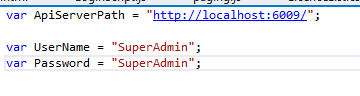 var ApiServerPath = "http://localhost:6009/";
var UserName = "SuperAdmin";
var Password = "SuperAdmin";